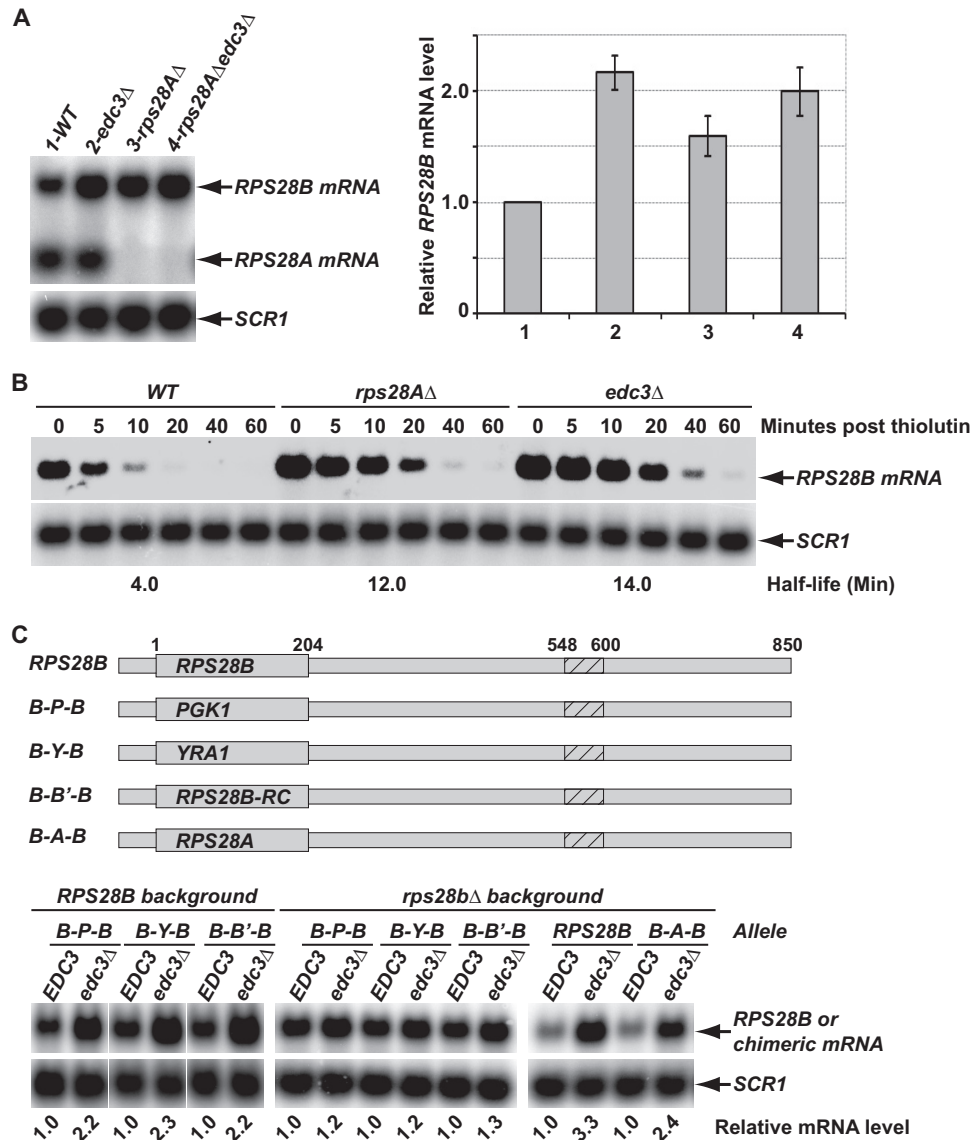 A
1-WT
2-edc3Δ
3-rps28AΔ
4-rps28AΔedc3Δ
RPS28B mRNA
RPS28A mRNA
SCR1
Relative RPS28B mRNA level
2.0
1.0
0
1 2 3 4
B
WT rps28AΔ edc3Δ
0 5 10 20 40 60 0 5 10 20 40 60 0 5 10 20 40 60 Minutes post thiolutin
RPS28B mRNA
SCR1
4.0 12.0 14.0 Half-life (Min)
C
1 204 548 600 850
RPS28B RPS28B
B-P-B PGK1
B-Y-B YRA1
B-B'-B RPS28B-RC
B-A-B RPS28A
RPS28B background rps28bΔ background
B-P-B B-Y-B B-B'-B B-P-B B-Y-B B-B'-B RPS28B B-A-B Allele
EDC3 edc3Δ EDC3 edc3Δ EDC3 edc3Δ EDC3 edc3Δ EDC3 edc3Δ EDC3 edc3Δ EDC3 edc3Δ EDC3 edc3Δ
RPS28B or
chimeric mRNA
SCR1
1.0 2.2 1.0 2.3 1.0 2.2 1.0 1.2 1.0 1.2 1.0 1.3 1.0 3.3 1.0 2.4 Relative mRNA level